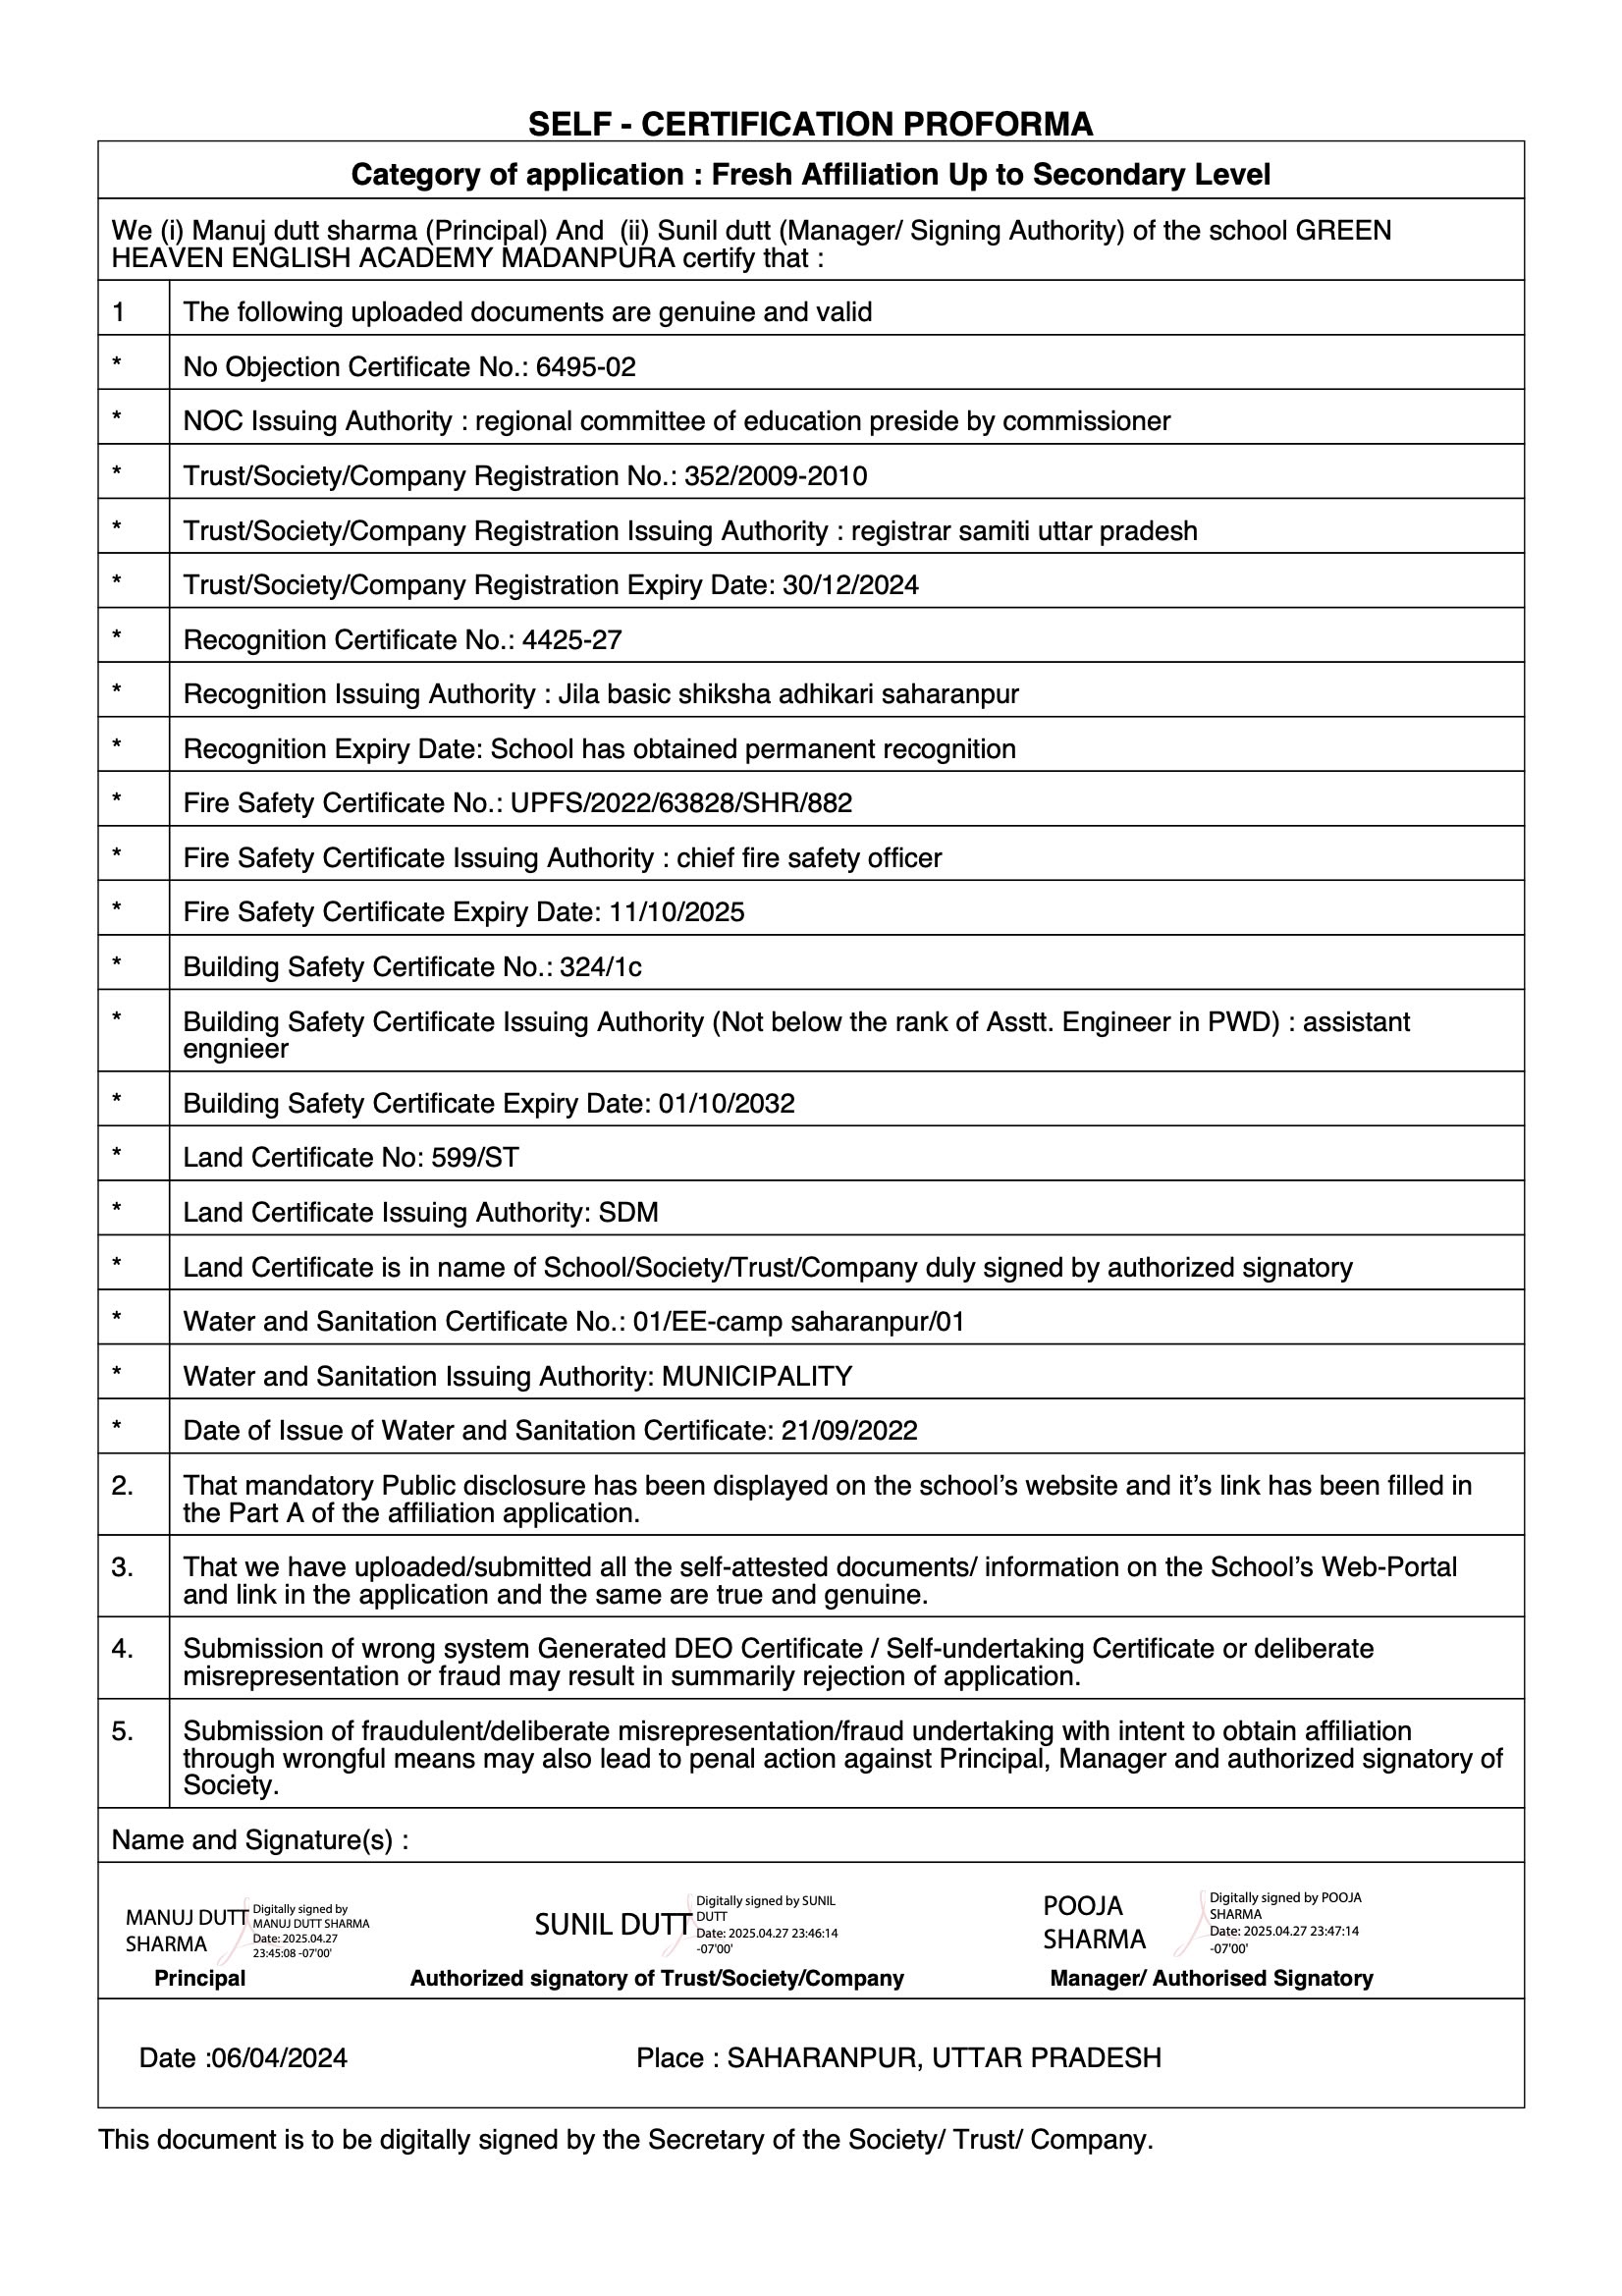 SELF - CERTIFICATION PROFORMA
Category of application : Fresh Affiliation Up to Secondary Level
We (i) Manuj dutt sharma (Principal) And  (ii) Sunil dutt (Manager/ Signing Authority) of the school GREEN
HEAVEN ENGLISH ACADEMY MADANPURA certify that :
1 The following uploaded documents are genuine and valid
* No Objection Certificate No.: 6495-02
* NOC Issuing Authority : regional committee of education preside by commissioner
* Trust/Society/Company Registration No.: 352/2009-2010
* Trust/Society/Company Registration Issuing Authority : registrar samiti uttar pradesh
* Trust/Society/Company Registration Expiry Date: 30/12/2024
* Recognition Certificate No.: 4425-27
* Recognition Issuing Authority : Jila basic shiksha adhikari saharanpur
* Recognition Expiry Date: School has obtained permanent recognition
* Fire Safety Certificate No.: UPFS/2022/63828/SHR/882
* Fire Safety Certificate Issuing Authority : chief fire safety officer
* Fire Safety Certificate Expiry Date: 11/10/2025
* Building Safety Certificate No.: 324/1c
* Building Safety Certificate Issuing Authority (Not below the rank of Asstt. Engineer in PWD) : assistant
engnieer
* Building Safety Certificate Expiry Date: 01/10/2032
* Land Certificate No: 599/ST
* Land Certificate Issuing Authority: SDM
* Land Certificate is in name of School/Society/Trust/Company duly signed by authorized signatory
* Water and Sanitation Certificate No.: 01/EE-camp saharanpur/01
* Water and Sanitation Issuing Authority: MUNICIPALITY
* Date of Issue of Water and Sanitation Certificate: 21/09/2022
2. That mandatory Public disclosure has been displayed on the school’s website and it’s link has been filled in
the Part A of the affiliation application.
3. That we have uploaded/submitted all the self-attested documents/ information on the School’s Web-Portal
and link in the application and the same are true and genuine.
4. Submission of wrong system Generated DEO Certificate / Self-undertaking Certificate or deliberate
misrepresentation or fraud may result in summarily rejection of application.
5. Submission of fraudulent/deliberate misrepresentation/fraud undertaking with intent to obtain affiliation
through wrongful means may also lead to penal action against Principal, Manager and authorized signatory of
Society.
Name and Signature(s) :
MANUJ DUTT
SHARMA
Digitally signed by
MANUJ DUTT SHARMA
Date: 2025.04.27
23:45:08 -07'00'
Principal
SUNIL DUTT
Digitally signed by SUNIL
DUTT
Date: 2025.04.27 23:46:14
-07'00'
Authorized signatory of Trust/Society/Company
POOJA
SHARMA
Digitally signed by POOJA
SHARMA
Date: 2025.04.27 23:47:14
-07'00'
Manager/ Authorised Signatory
Date :06/04/2024
Place : SAHARANPUR, UTTAR PRADESH
This document is to be digitally signed by the Secretary of the Society/ Trust/ Company.